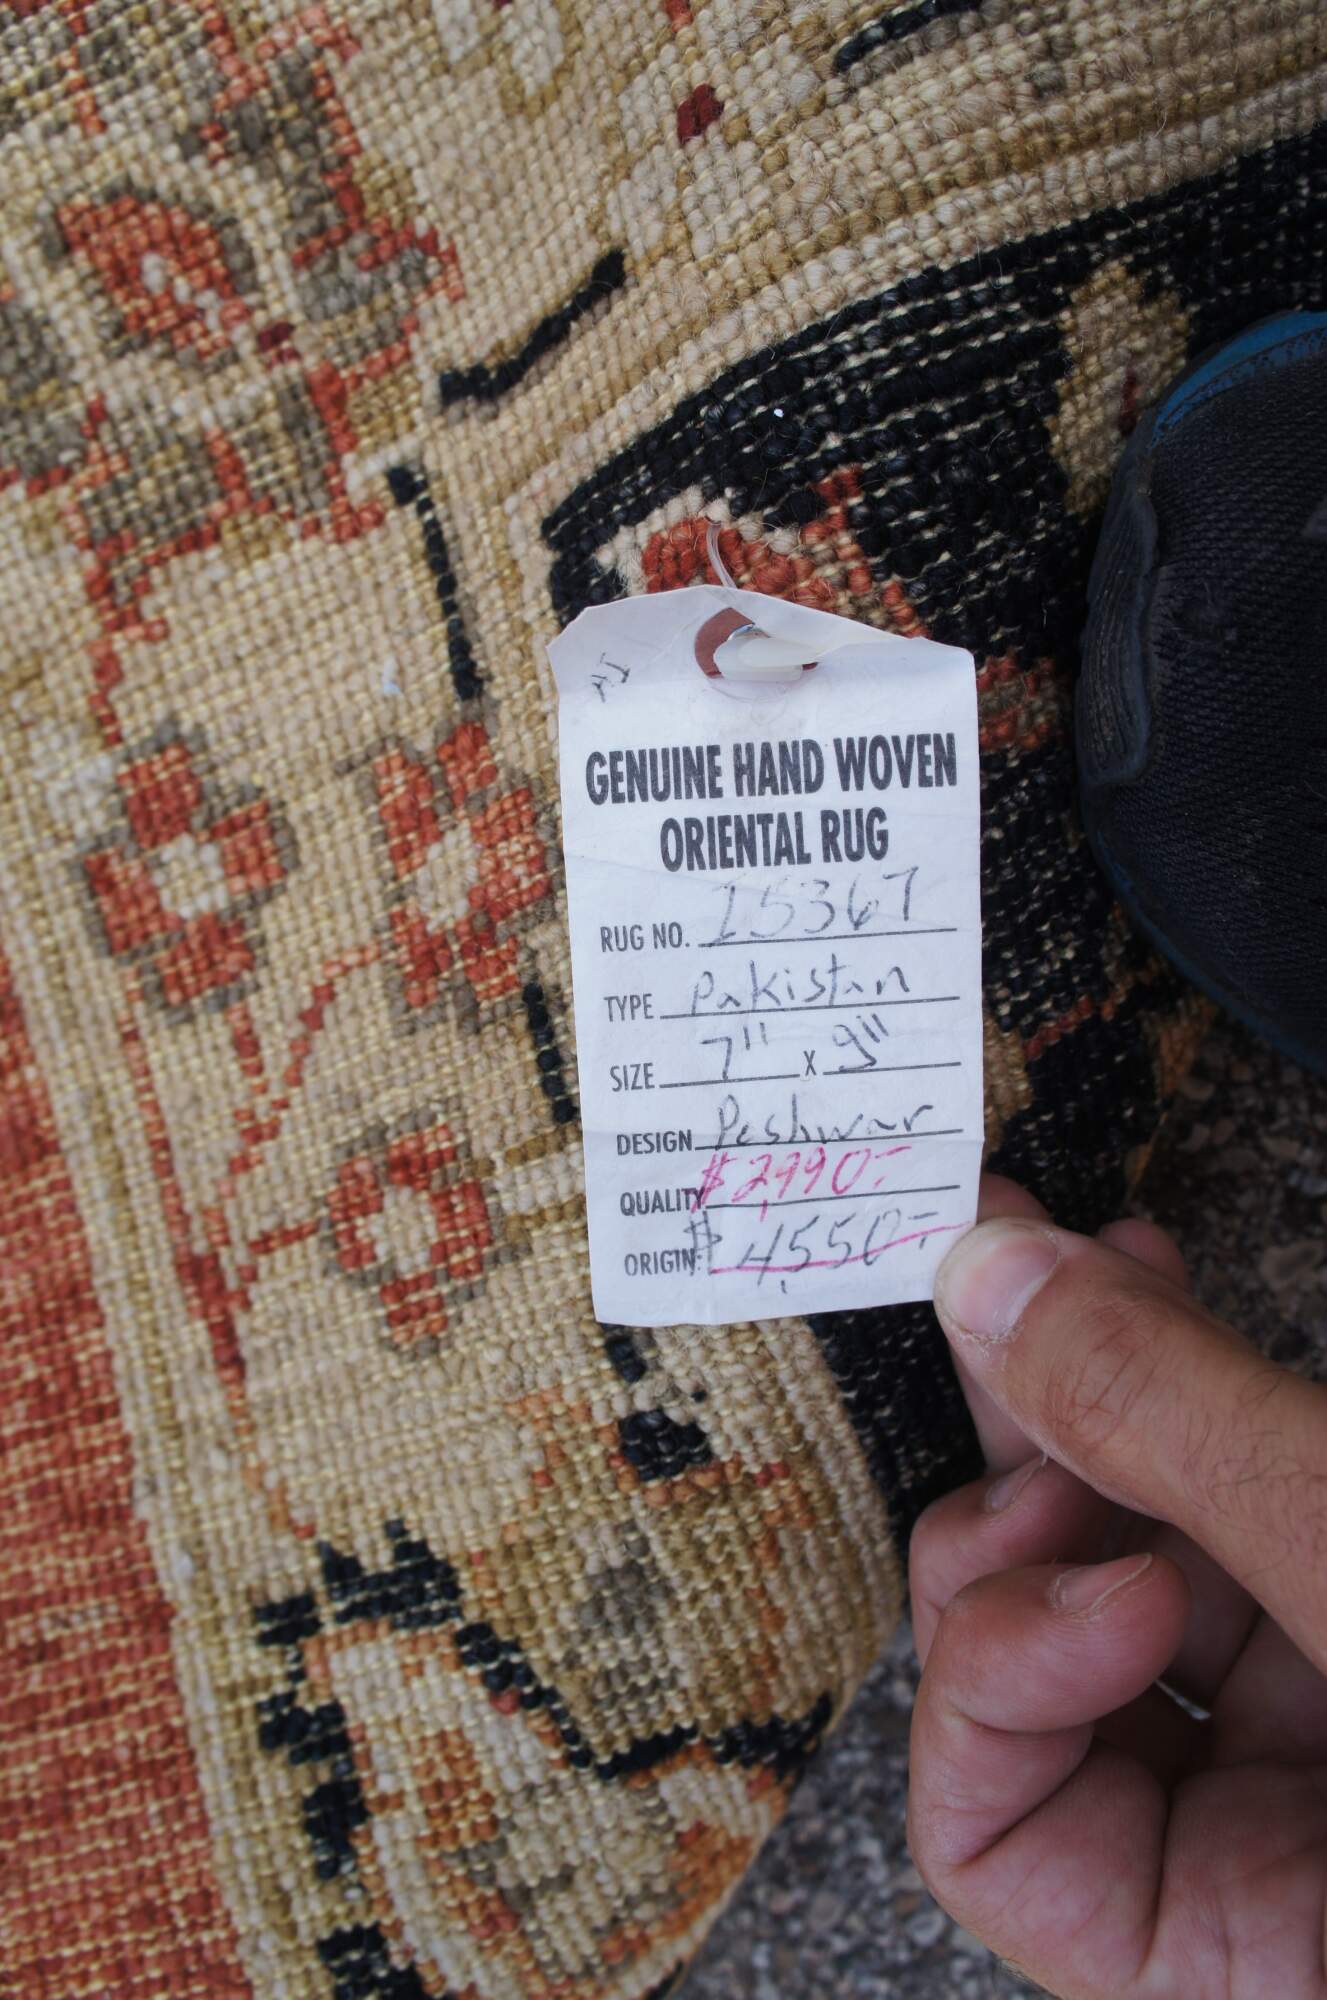 GENUINE HAND WOVEN
ORIENTAL RUG
RUG NO. 15367
TYPE Pakistan
SIZE 7" x 9"
DESIGN Peshwar
QUALITY $2,990.-
ORIGIN: $4,550.-